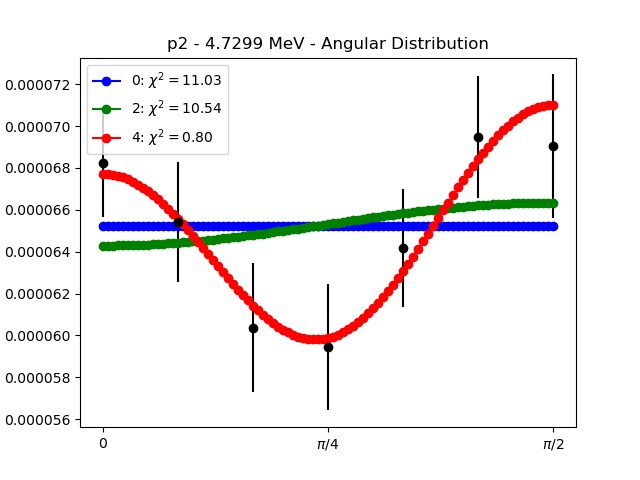 p2 - 4.7299 MeV - Angular Distribution
0: χ² = 11.03
2: χ² = 10.54
4: χ² = 0.80
0.000072
0.000070
0.000068
0.000066
0.000064
0.000062
0.000060
0.000058
0.000056
0 π/4 π/2